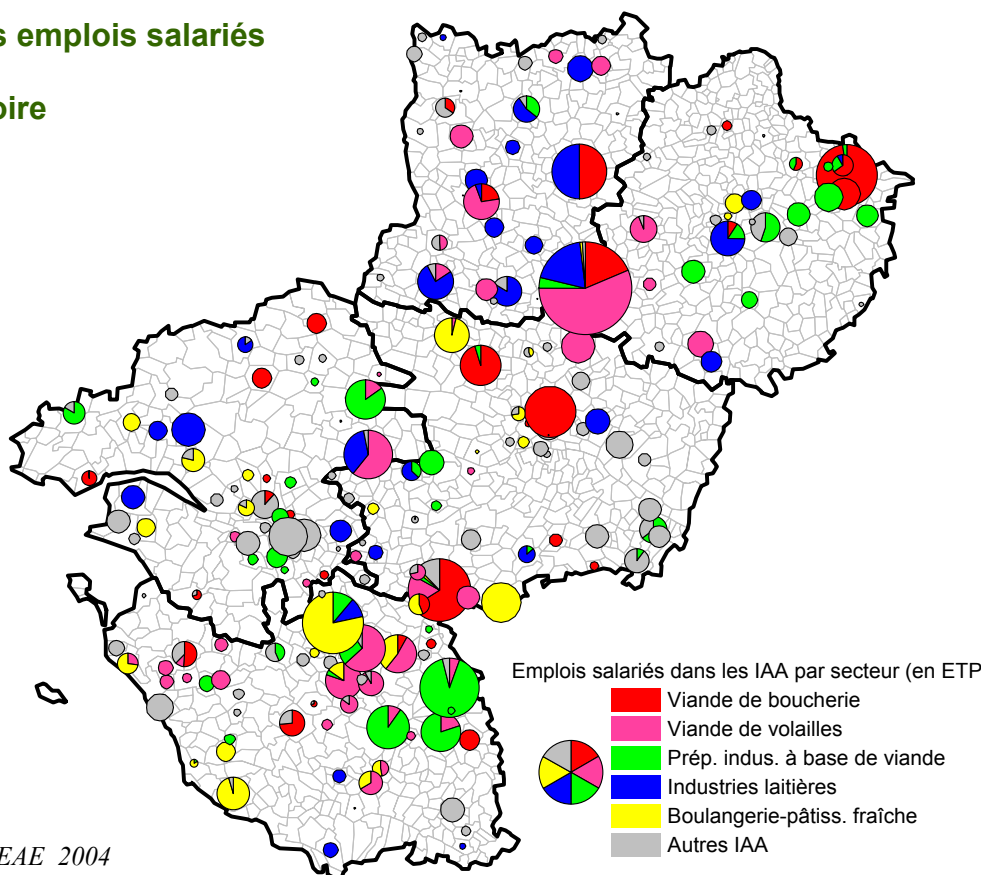 s emplois salariés
oire
Emplois salariés dans les IAA par secteur (en ETP
Viande de boucherie
Viande de volailles
Prép. indus. à base de viande
Industries laitières
Boulangerie-pâtiss. fraîche
Autres IAA
EAE 2004